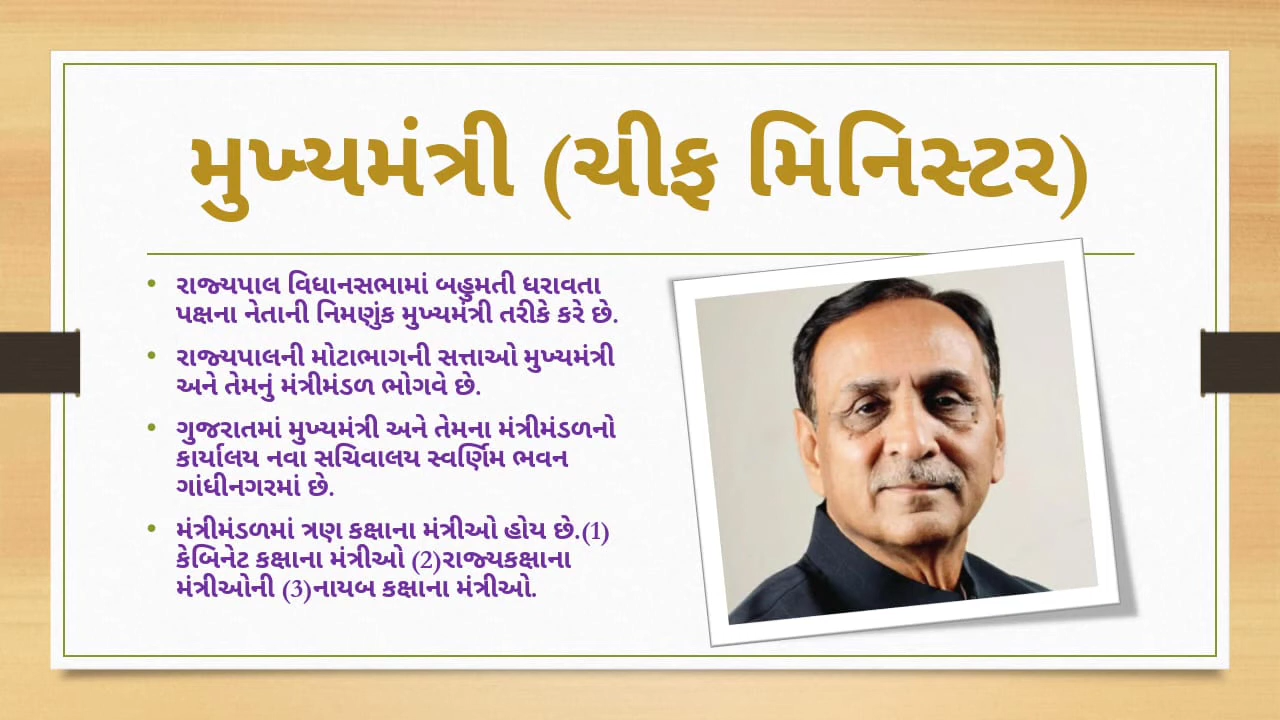 મુખ્યમંત્રી (ચીફ મિનિસ્ટર)
• રાજ્યપાલ વિધાનસભામાં બહુમતી ધરાવતા
પક્ષના નેતાની નિમણુંક મુખ્યમંત્રી તરીકે કરે છે.
• રાજ્યપાલની મોટાભાગની સત્તાઓ મુખ્યમંત્રી
અને તેમનું મંત્રીમંડળ ભોગવે છે.
• ગુજરાતમાં મુખ્યમંત્રી અને તેમના મંત્રીમંડળનો
કાર્યાલય નવા સચિવાલય સ્વર્ણિમ ભવન
ગાંધીનગરમાં છે.
• મંત્રીમંડળમાં ત્રણ કક્ષાના મંત્રીઓ હોય છે.(1)
કેબિનેટ કક્ષાના મંત્રીઓ (2)રાજ્યકક્ષાના
મંત્રીઓની (3)નાયબ કક્ષાના મંત્રીઓ.